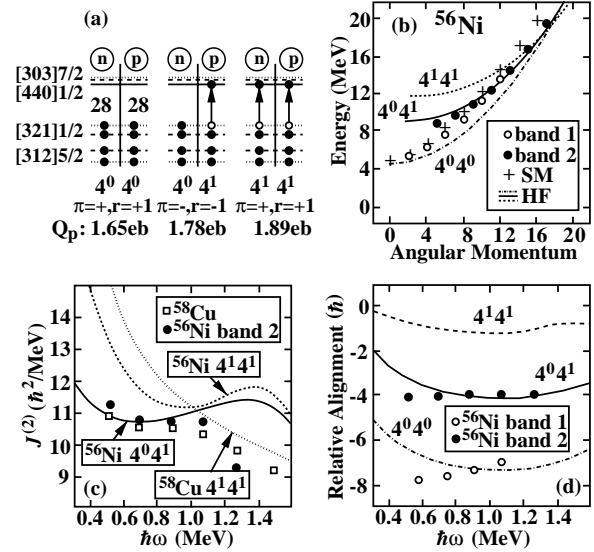 (a)
n p n p n p
[303]7/2
[440]1/2
28 28
[321]1/2
[312]5/2
4⁰ 4⁰ 4⁰ 4¹ 4¹ 4¹
π=+,r=+1 π=-,r=-1 π=+,r=+1
Qp: 1.65eb 1.78eb 1.89eb
(b) ⁵⁶Ni
Energy (MeV)
20
16
12
8
4
0
4¹4¹
4⁰4¹
4⁰4⁰
band 1
band 2
SM
HF
0 4 8 12 16 20
Angular Momentum
J⁽²⁾ (ℏ²/MeV)
14
13
12
11
10
9
⁵⁸Cu
⁵⁶Ni band 2
⁵⁶Ni 4¹4¹
⁵⁶Ni 4⁰4¹
⁵⁸Cu 4¹4¹
(c)
0.4 0.6 0.8 1.0 1.2 1.4
ℏω (MeV)
Relative Alignment (ℏ)
0
-2
-4
-6
-8
4¹4¹
4⁰4¹
4⁰4⁰
⁵⁶Ni band 1
⁵⁶Ni band 2
(d)
0.4 0.6 0.8 1.0 1.2 1.4
ℏω (MeV)